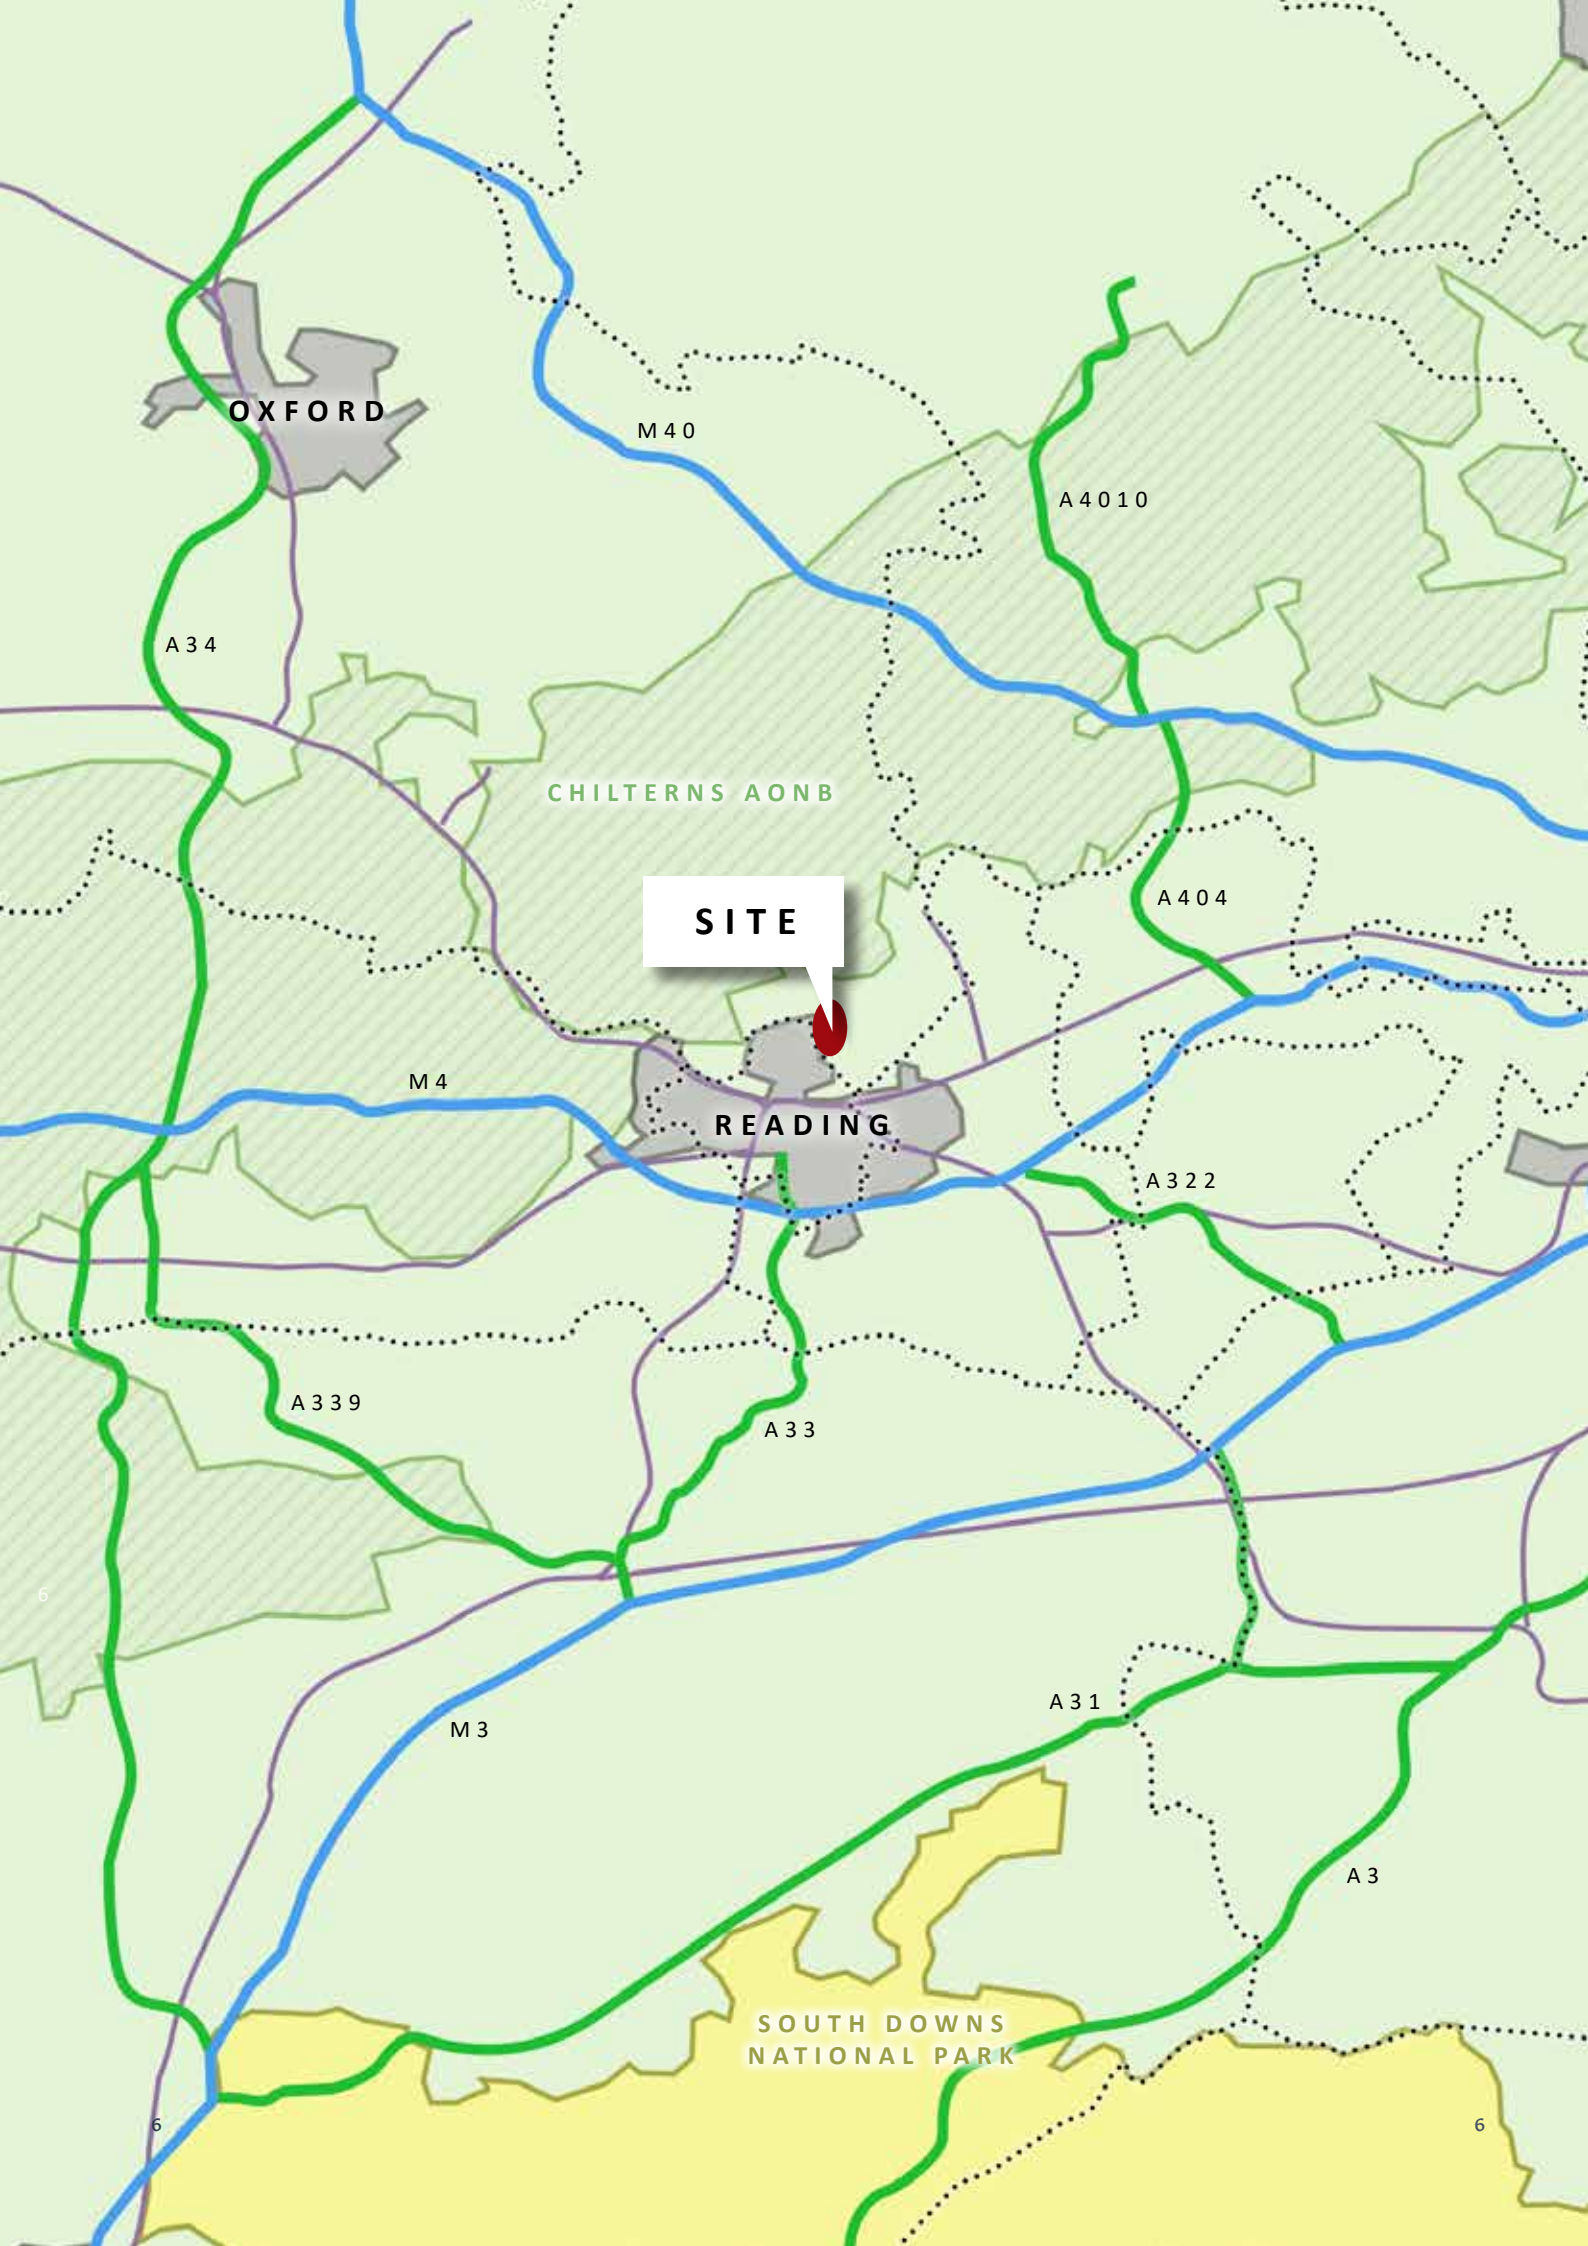 OXFORD
M40
A4010
A34
CHILTERNS AONB
SITE
A404
M4
READING
A322
A339
A33
6
A31
M3
A3
SOUTH DOWNS
NATIONAL PARK
6
6